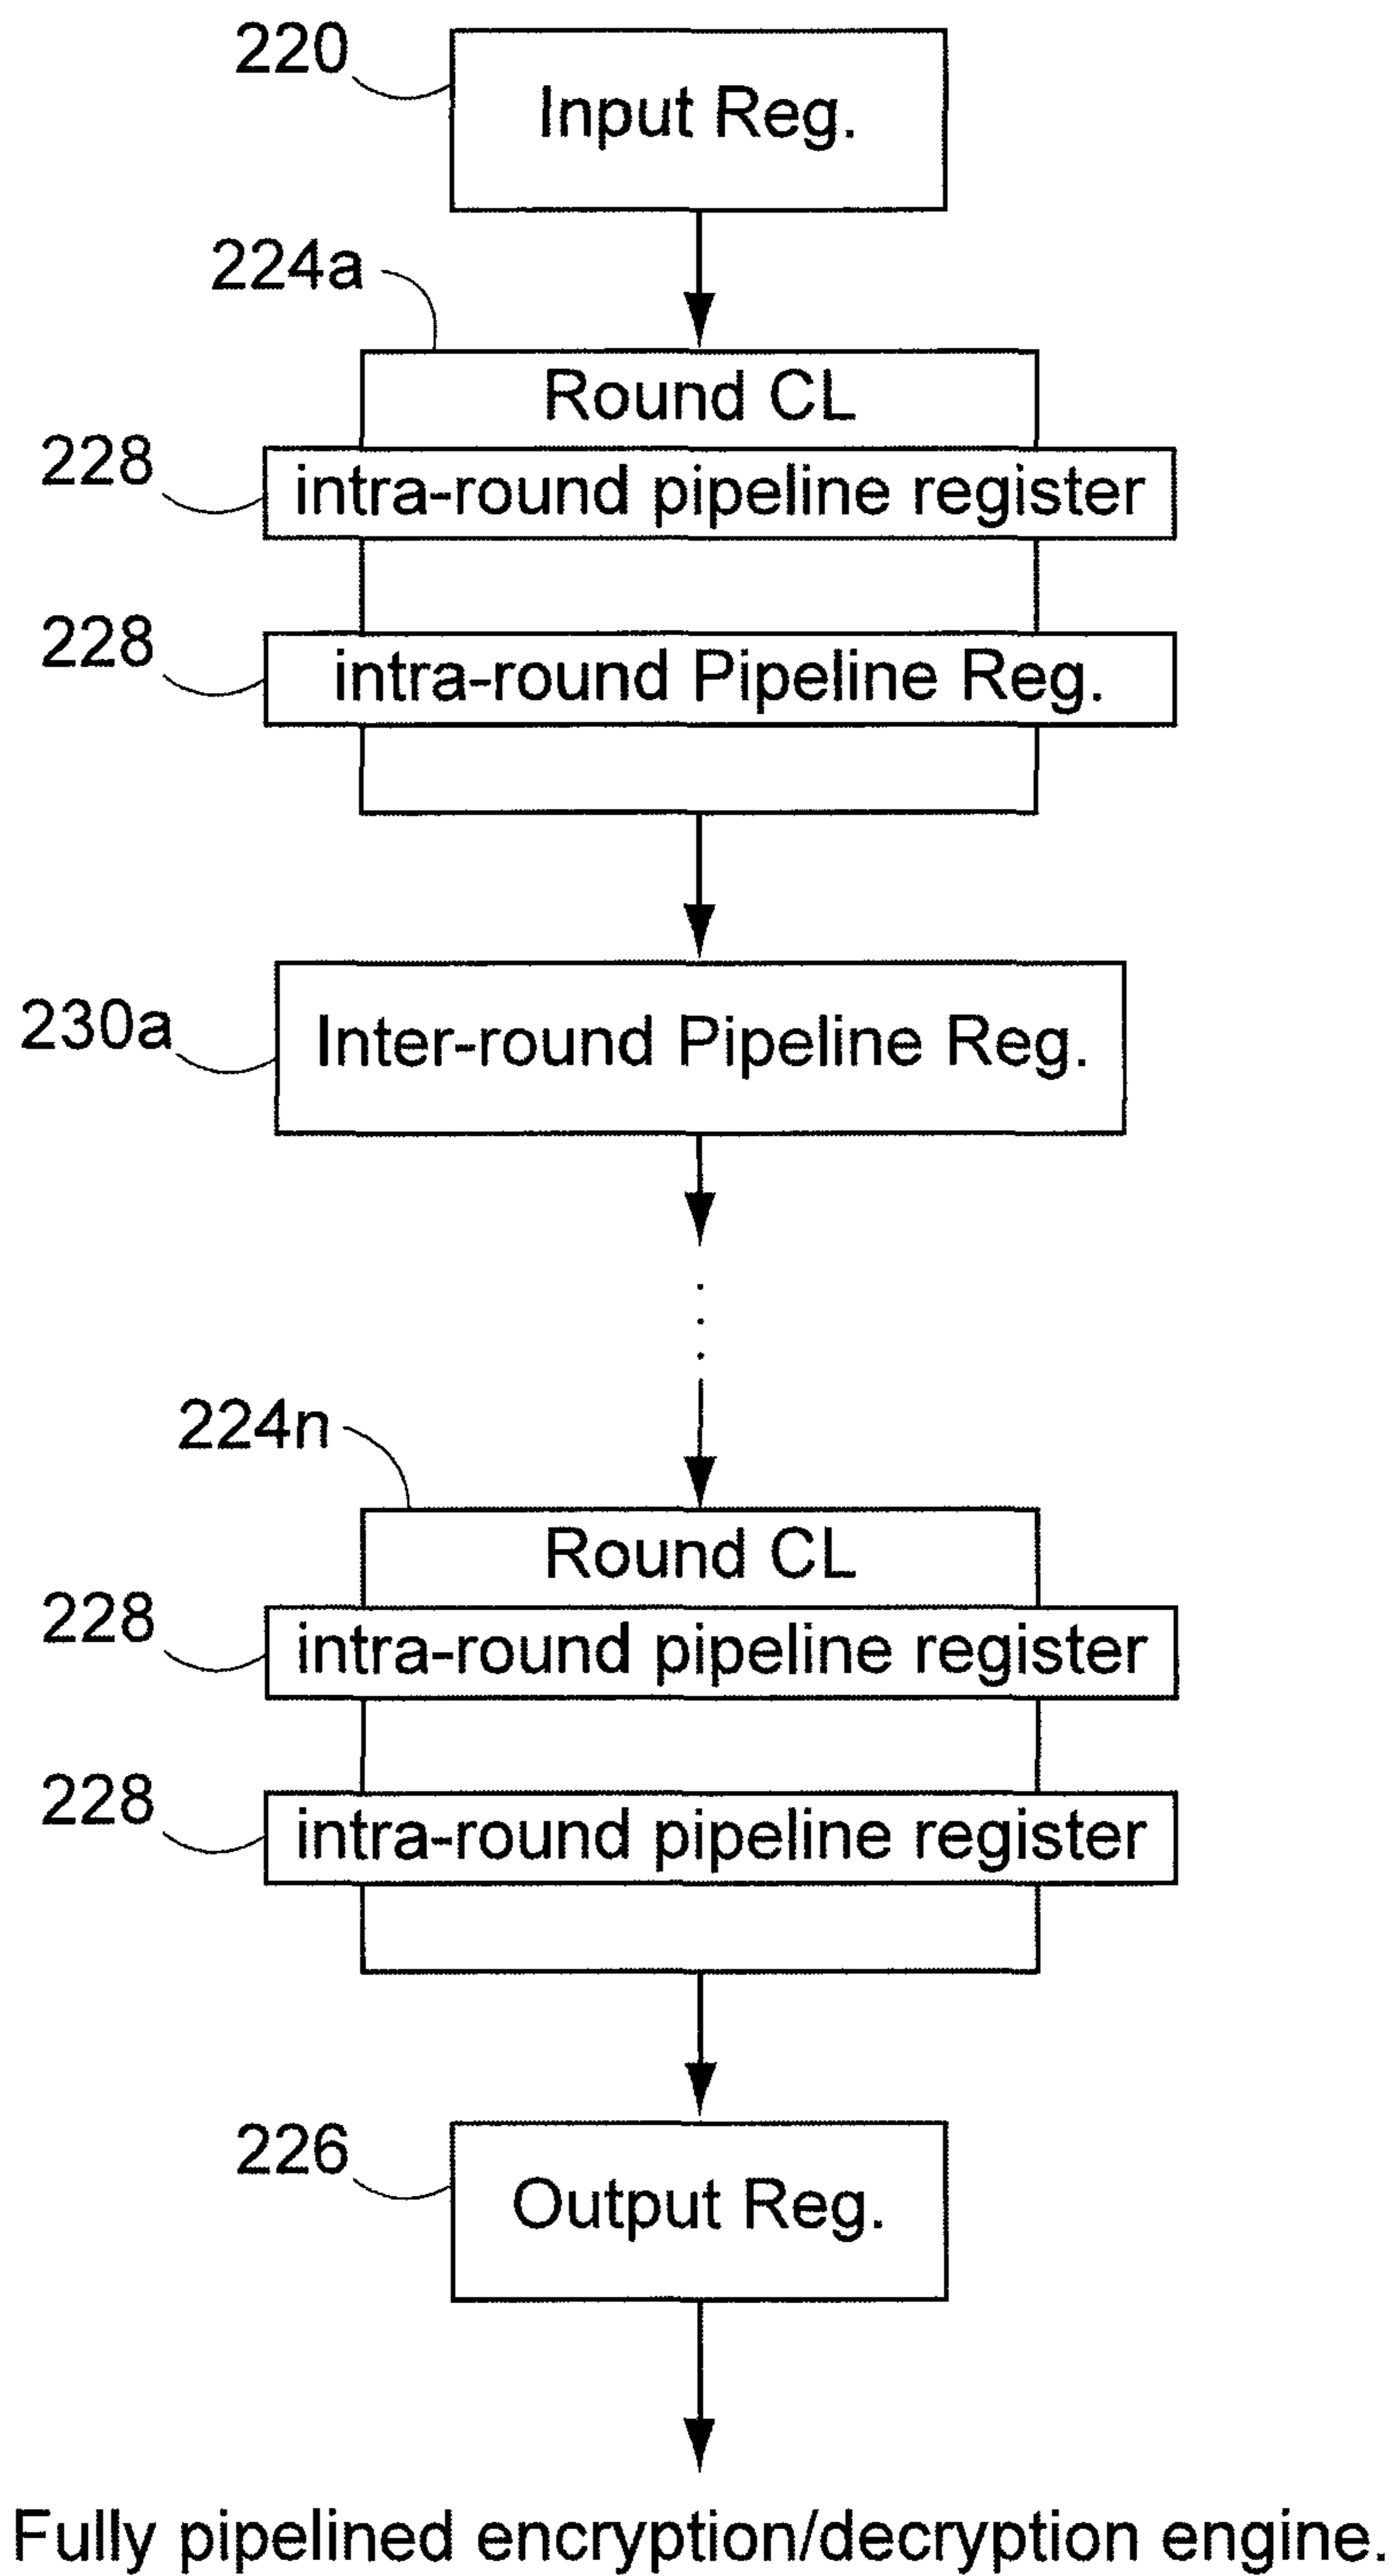 220
Input Reg.
224a
Round CL
228
intra-round pipeline register
228
intra-round Pipeline Reg.
230a
Inter-round Pipeline Reg.
224n
Round CL
228
intra-round pipeline register
228
intra-round pipeline register
226
Output Reg.
Fully pipelined encryption/decryption engine.